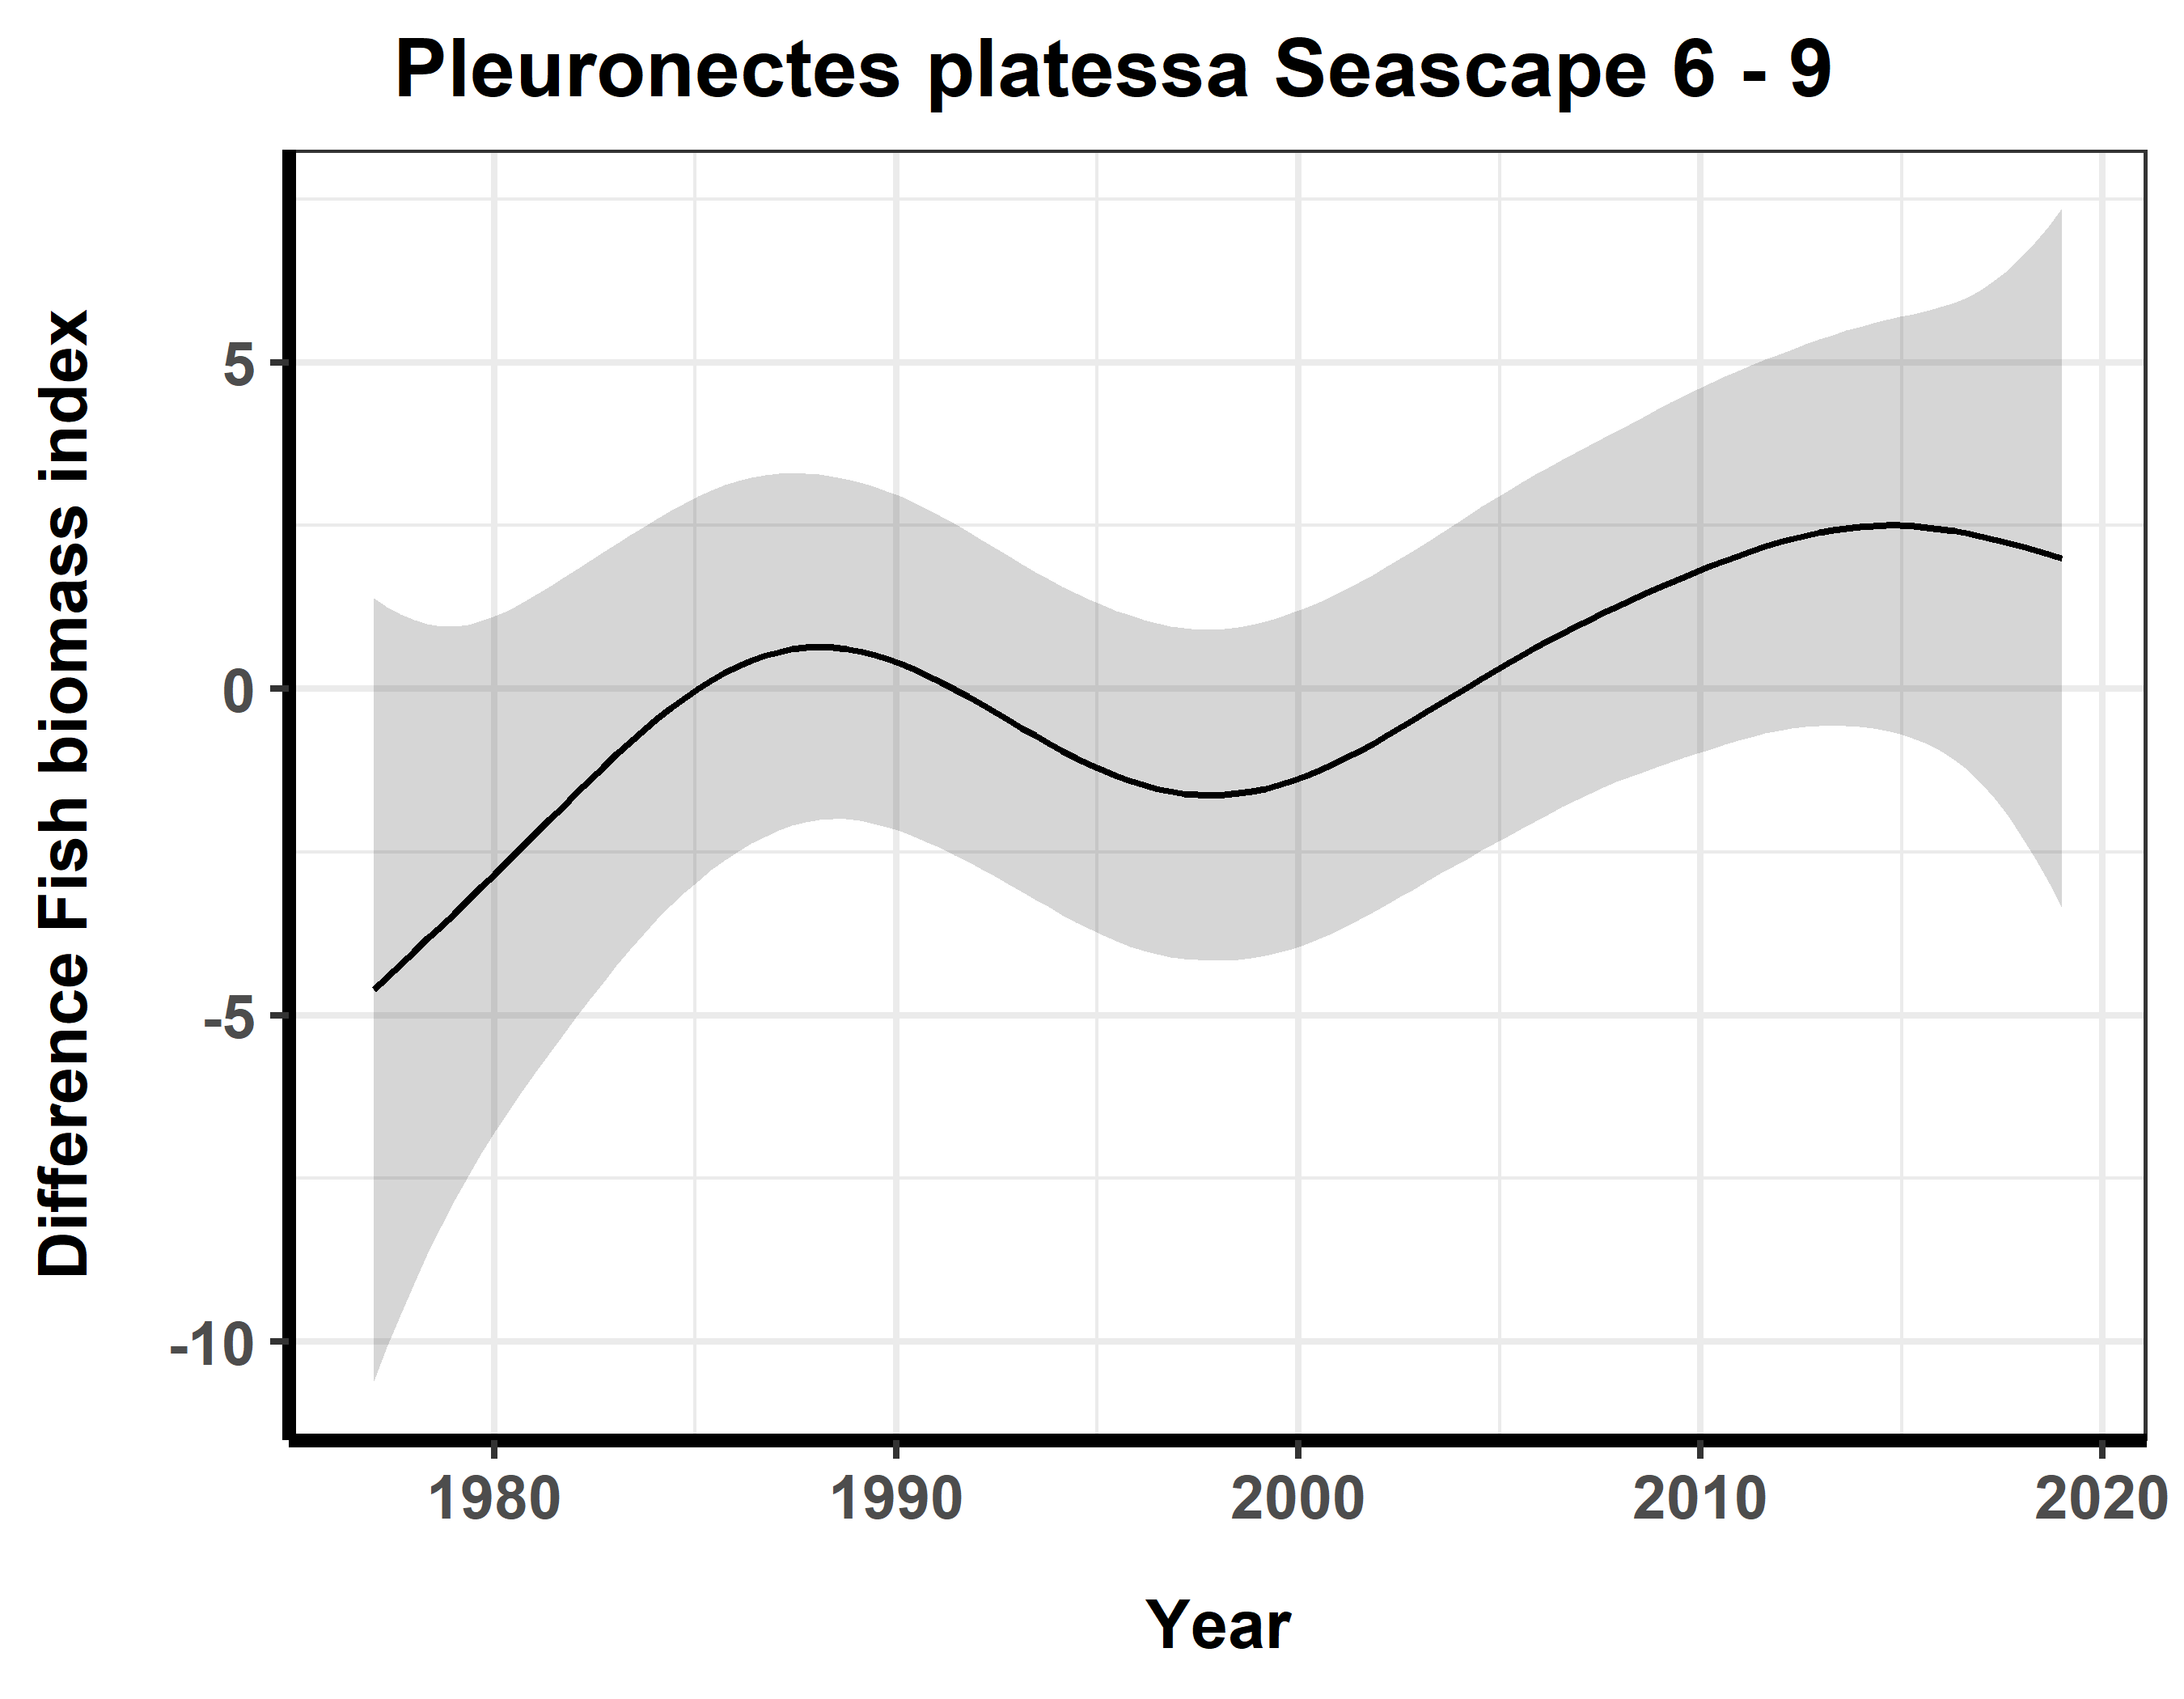 Pleuronectes platessa Seascape 6 - 9
Difference Fish biomass index
5
0
-5
-10
1980 1990 2000 2010 2020
Year